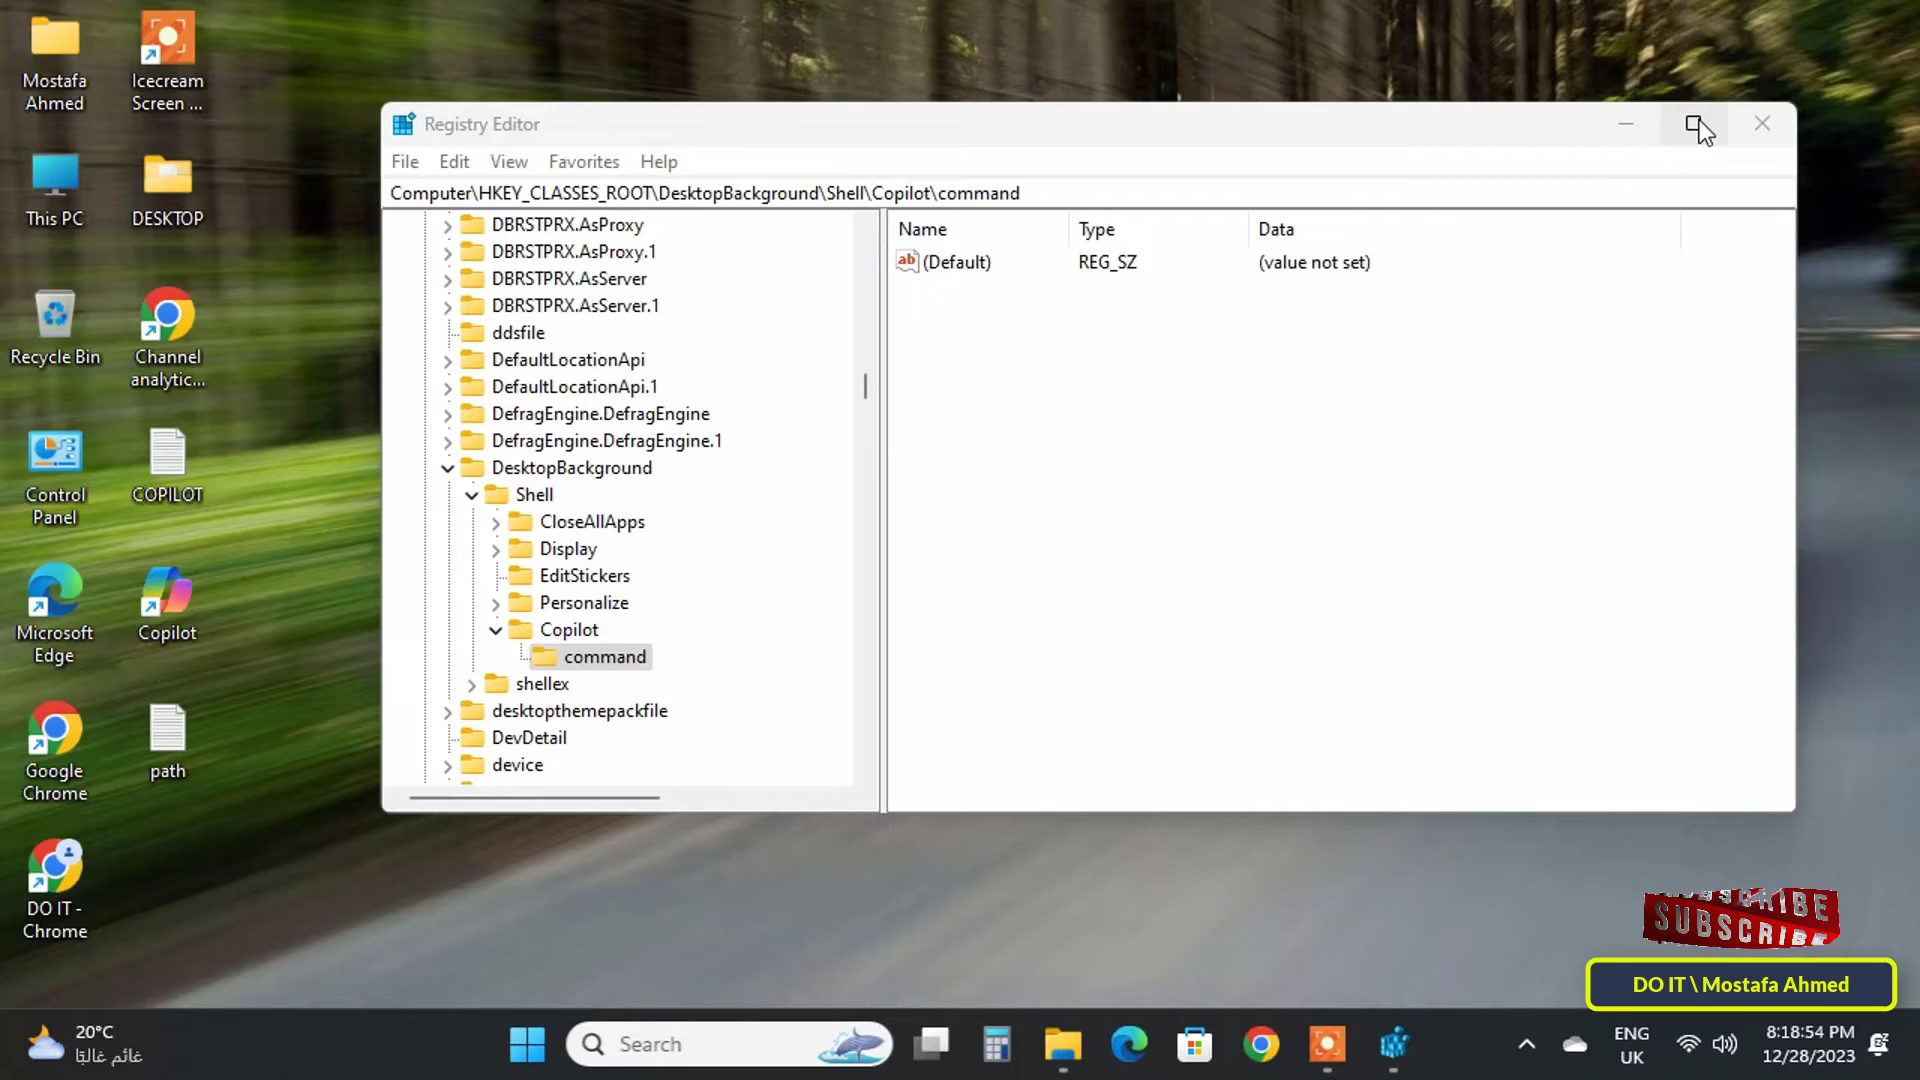 Mostafa
Ahmed
Icecream
Screen ...
This PC
DESKTOP
Recycle Bin
Channel
analytic...
Control
Panel
COPILOT
Microsoft
Edge
Copilot
Google
Chrome
path
DO IT -
Chrome
Registry Editor
File Edit View Favorites Help
Computer\HKEY_CLASSES_ROOT\DesktopBackground\Shell\Copilot\command
DBRSTPRX.AsProxy
DBRSTPRX.AsProxy.1
DBRSTPRX.AsServer
DBRSTPRX.AsServer.1
ddsfile
DefaultLocationApi
DefaultLocationApi.1
DefragEngine.DefragEngine
DefragEngine.DefragEngine.1
DesktopBackground
Shell
CloseAllApps
Display
EditStickers
Personalize
Copilot
command
shellex
desktopthemepackfile
DevDetail
device
Name Type Data
ab (Default) REG_SZ (value not set)
SUBSCRIBE
SUBSCRIBE
DO IT \ Mostafa Ahmed
20°C
غائم غالبًا
Search
ENG
UK
8:18:54 PM
12/28/2023